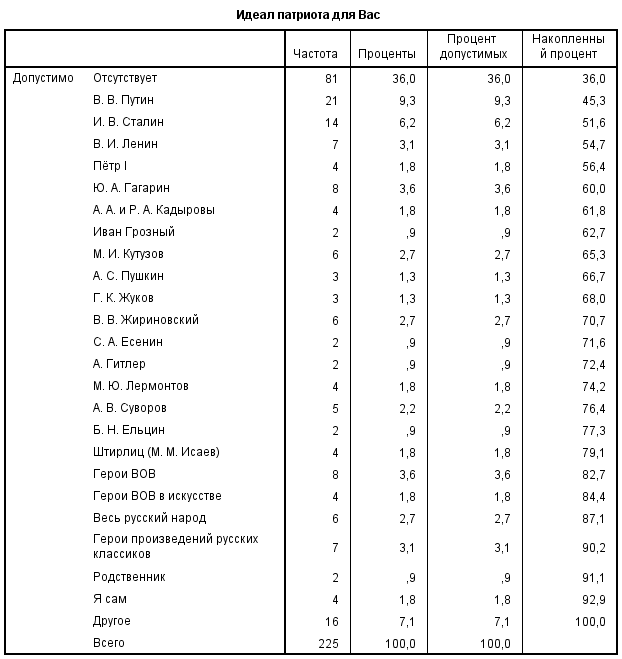 Идеал патриота для Вас
Частота Проценты Процент допустимых Накопленны й процент
Допустимо Отсутствует 81 36,0 36,0 36,0
В. В. Путин 21 9,3 9,3 45,3
И. В. Сталин 14 6,2 6,2 51,6
В. И. Ленин 7 3,1 3,1 54,7
Пётр I 4 1,8 1,8 56,4
Ю. А. Гагарин 8 3,6 3,6 60,0
А. А. и Р. А. Кадыровы 4 1,8 1,8 61,8
Иван Грозный 2 ,9 ,9 62,7
М. И. Кутузов 6 2,7 2,7 65,3
А. С. Пушкин 3 1,3 1,3 66,7
Г. К. Жуков 3 1,3 1,3 68,0
В. В. Жириновский 6 2,7 2,7 70,7
С. А. Есенин 2 ,9 ,9 71,6
А. Гитлер 2 ,9 ,9 72,4
М. Ю. Лермонтов 4 1,8 1,8 74,2
А. В. Суворов 5 2,2 2,2 76,4
Б. Н. Ельцин 2 ,9 ,9 77,3
Штирлиц (М. М. Исаев) 4 1,8 1,8 79,1
Герои ВОВ 8 3,6 3,6 82,7
Герои ВОВ в искусстве 4 1,8 1,8 84,4
Весь русский народ 6 2,7 2,7 87,1
Герои произведений русских классиков 7 3,1 3,1 90,2
Родственник 2 ,9 ,9 91,1
Я сам 4 1,8 1,8 92,9
Другое 16 7,1 7,1 100,0
Всего 225 100,0 100,0